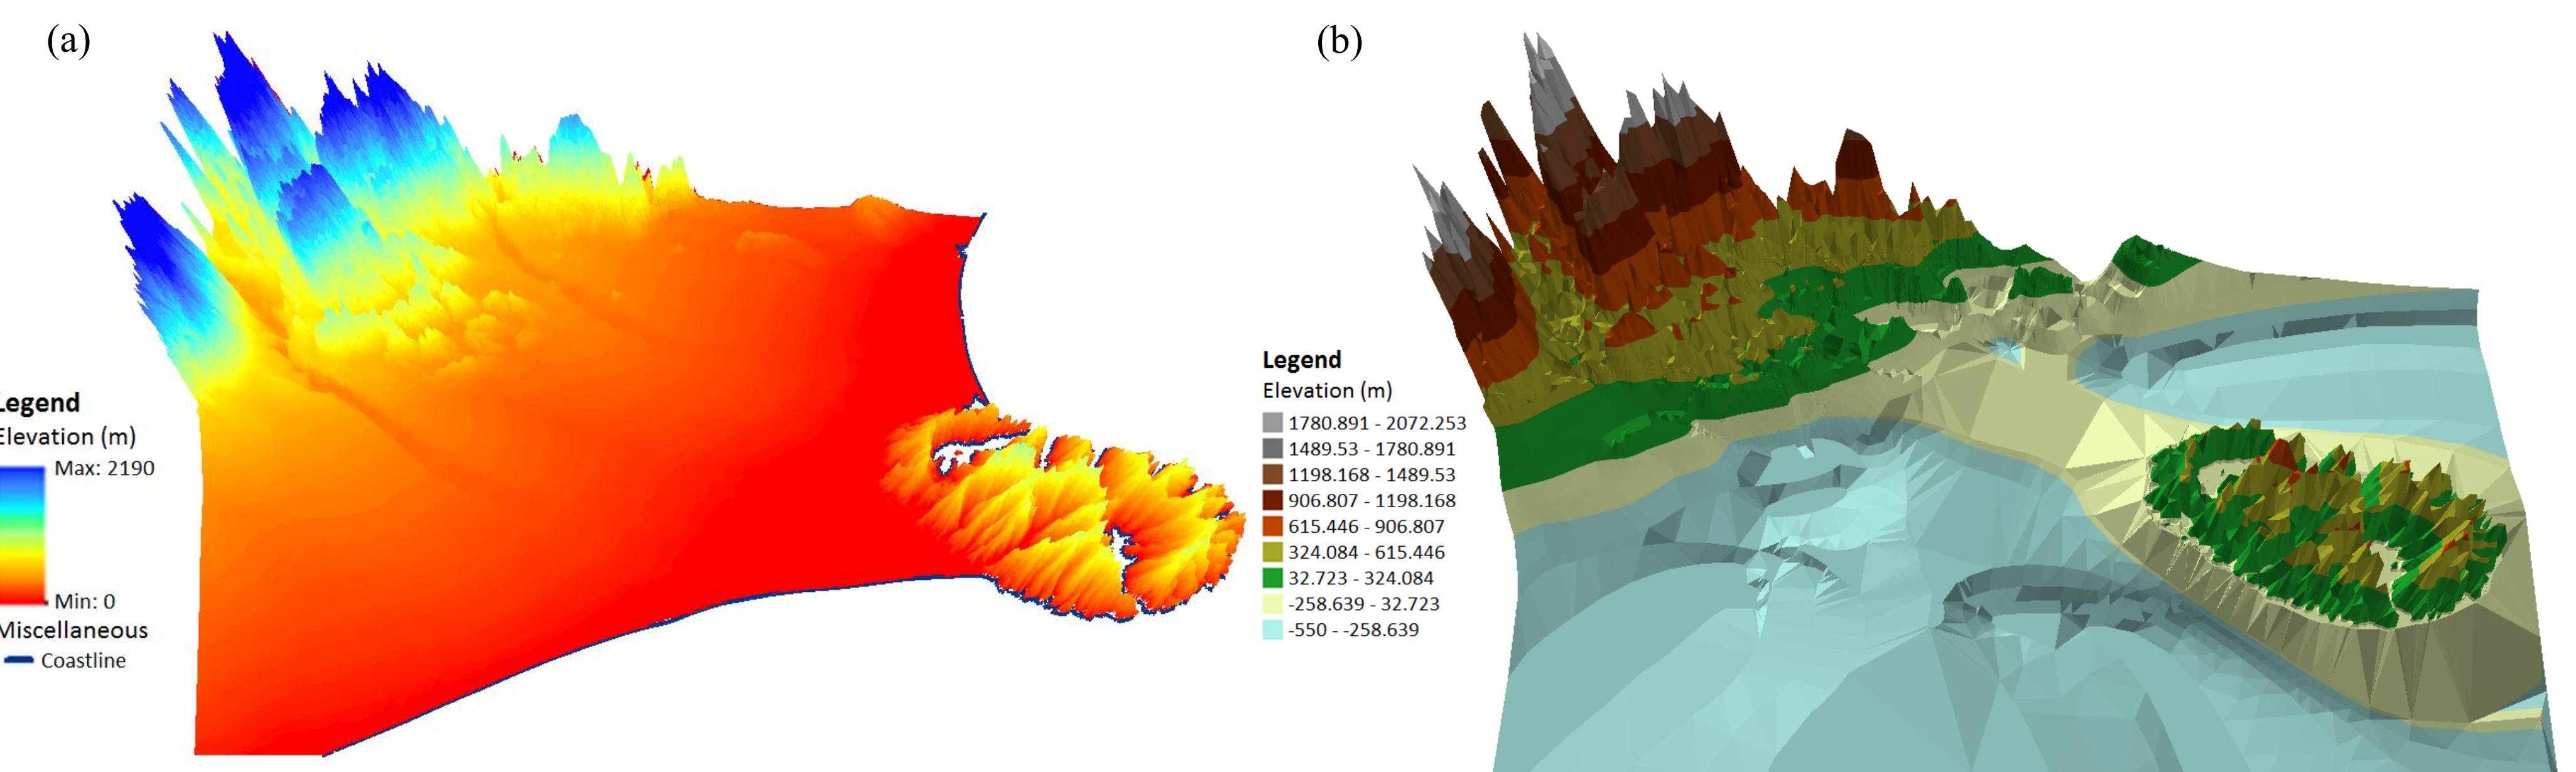 (a)
Legend
Elevation (m)
Max: 2190
Min: 0
Miscellaneous
Coastline
(b)
Legend
Elevation (m)
1780.891 - 2072.253
1489.53 - 1780.891
1198.168 - 1489.53
906.807 - 1198.168
615.446 - 906.807
324.084 - 615.446
32.723 - 324.084
-258.639 - 32.723
-550 - -258.639